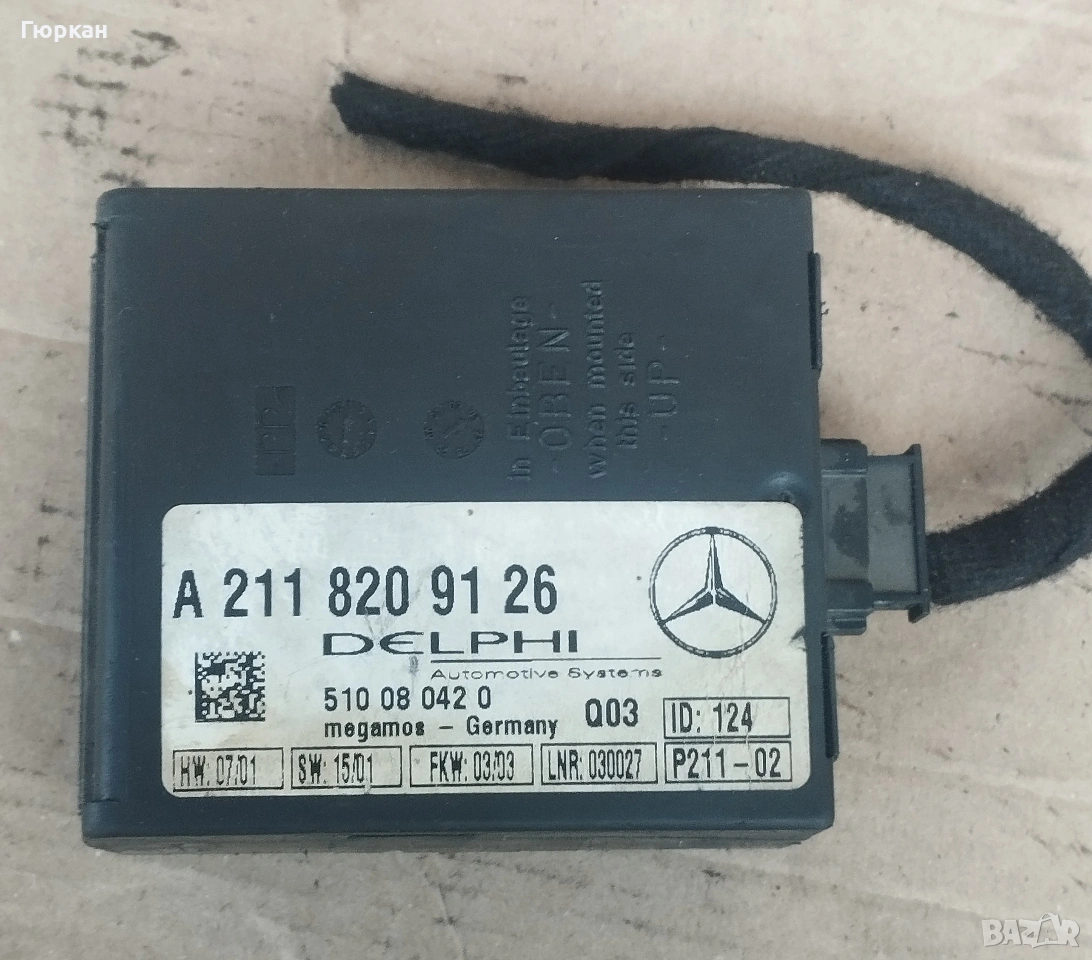 Гюркан
in Einbaulage
-OBEN-
when mounted
this side
-UP-
A 211 820 91 26
DELPHI
Automotive Systems
510 08 042 0
megamos - Germany
Q03
ID: 124
HW: 07/01
SW: 15/01
FKW: 03/03
LNR: 030027
P211-02
BAZAR